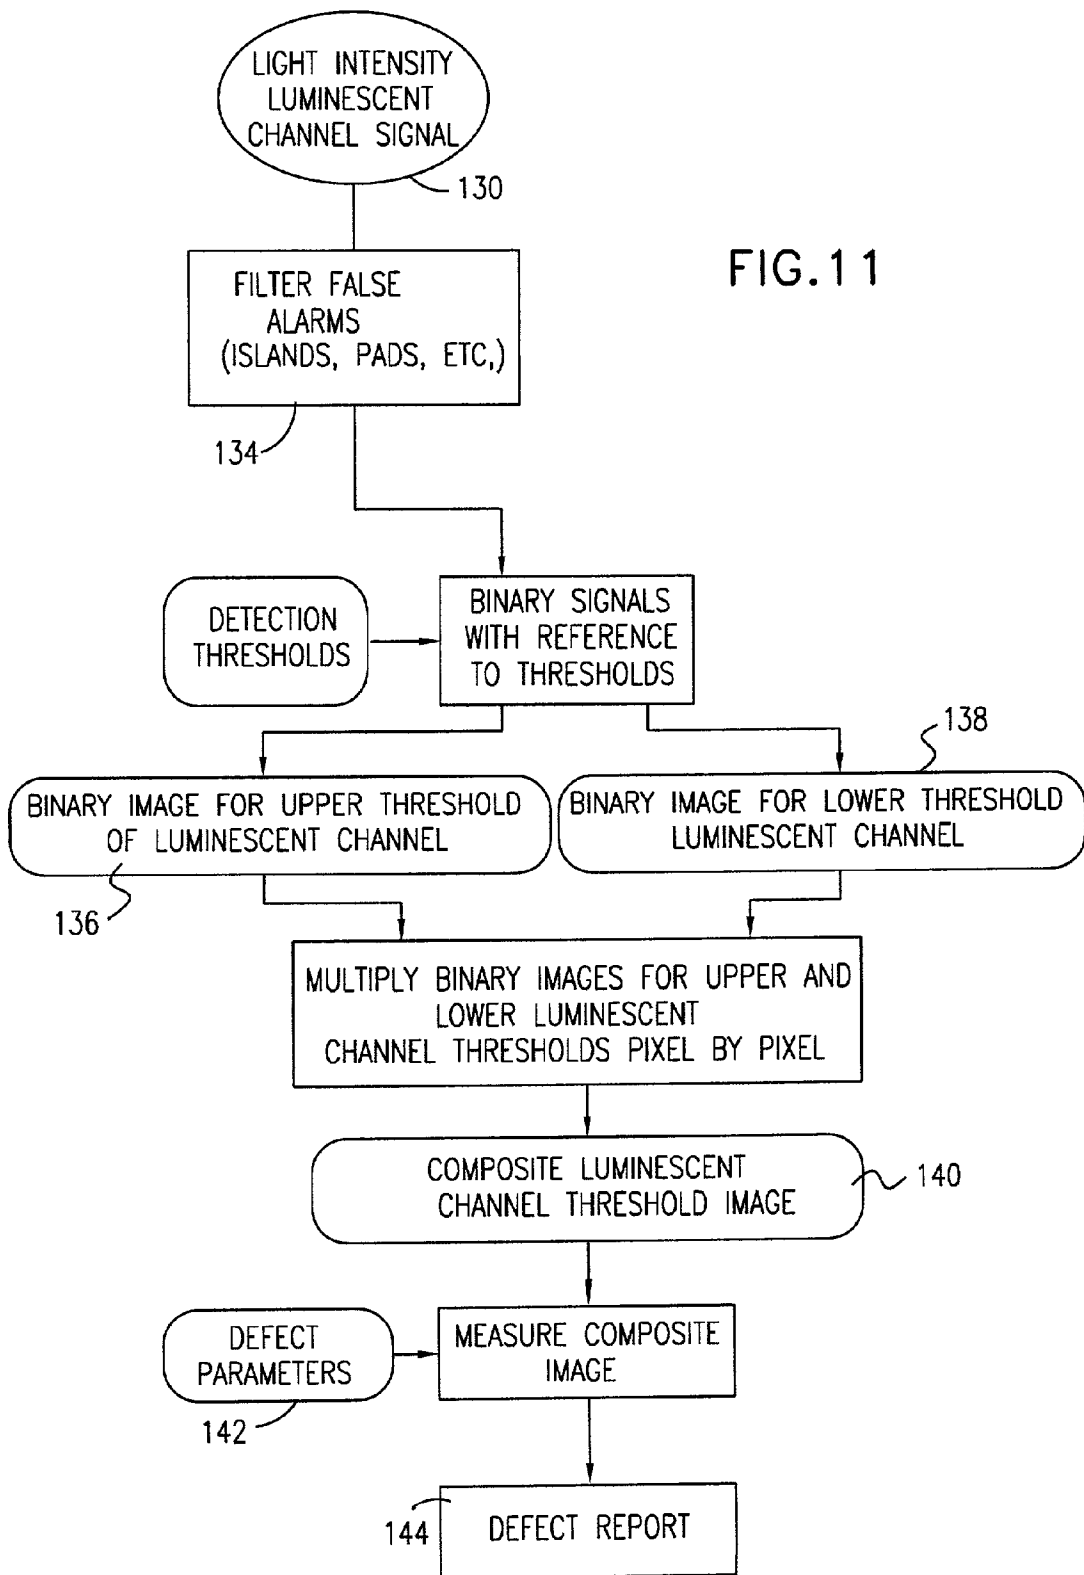 LIGHT INTENSITY
LUMINESCENT
CHANNEL SIGNAL
130
FIG.11
FILTER FALSE
ALARMS
(ISLANDS, PADS, ETC,)
134
DETECTION
THRESHOLDS
BINARY SIGNALS
WITH REFERENCE
TO THRESHOLDS
138
BINARY IMAGE FOR UPPER THRESHOLD
OF LUMINESCENT CHANNEL
136
BINARY IMAGE FOR LOWER THRESHOLD
LUMINESCENT CHANNEL
MULTIPLY BINARY IMAGES FOR UPPER AND
LOWER LUMINESCENT
CHANNEL THRESHOLDS PIXEL BY PIXEL
COMPOSITE LUMINESCENT
CHANNEL THRESHOLD IMAGE
140
DEFECT
PARAMETERS
142
MEASURE COMPOSITE
IMAGE
144
DEFECT REPORT